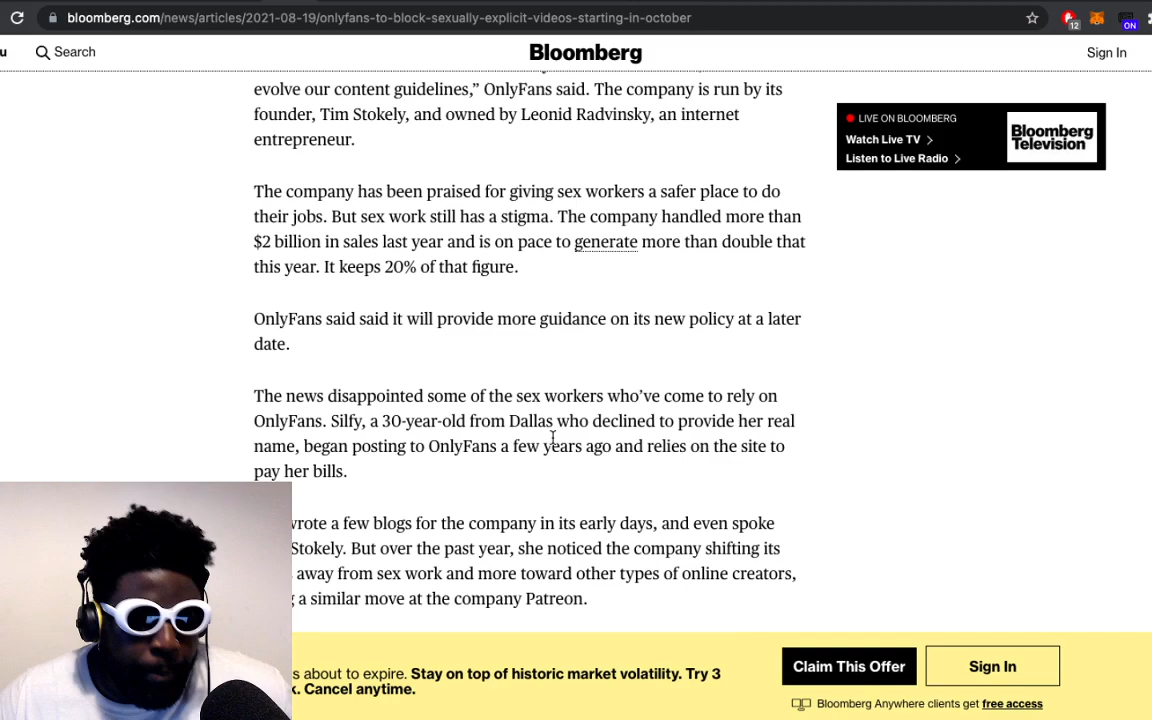 bloomberg.com/news/articles/2021-08-19/onlyfans-to-block-sexually-explicit-videos-starting-in-october
12
ON
u
Search
Bloomberg
Sign In
evolve our content guidelines,” OnlyFans said. The company is run by its
founder, Tim Stokely, and owned by Leonid Radvinsky, an internet
entrepreneur.
LIVE ON BLOOMBERG
Watch Live TV >
Listen to Live Radio >
Bloomberg
Television
The company has been praised for giving sex workers a safer place to do
their jobs. But sex work still has a stigma. The company handled more than
$2 billion in sales last year and is on pace to generate more than double that
this year. It keeps 20% of that figure.
OnlyFans said said it will provide more guidance on its new policy at a later
date.
The news disappointed some of the sex workers who’ve come to rely on
OnlyFans. Silfy, a 30-year-old from Dallas who declined to provide her real
name, began posting to OnlyFans a few years ago and relies on the site to
pay her bills.
wrote a few blogs for the company in its early days, and even spoke
Stokely. But over the past year, she noticed the company shifting its
away from sex work and more toward other types of online creators,
a similar move at the company Patreon.
s about to expire. Stay on top of historic market volatility. Try 3
. Cancel anytime.
Claim This Offer
Sign In
Bloomberg Anywhere clients get free access